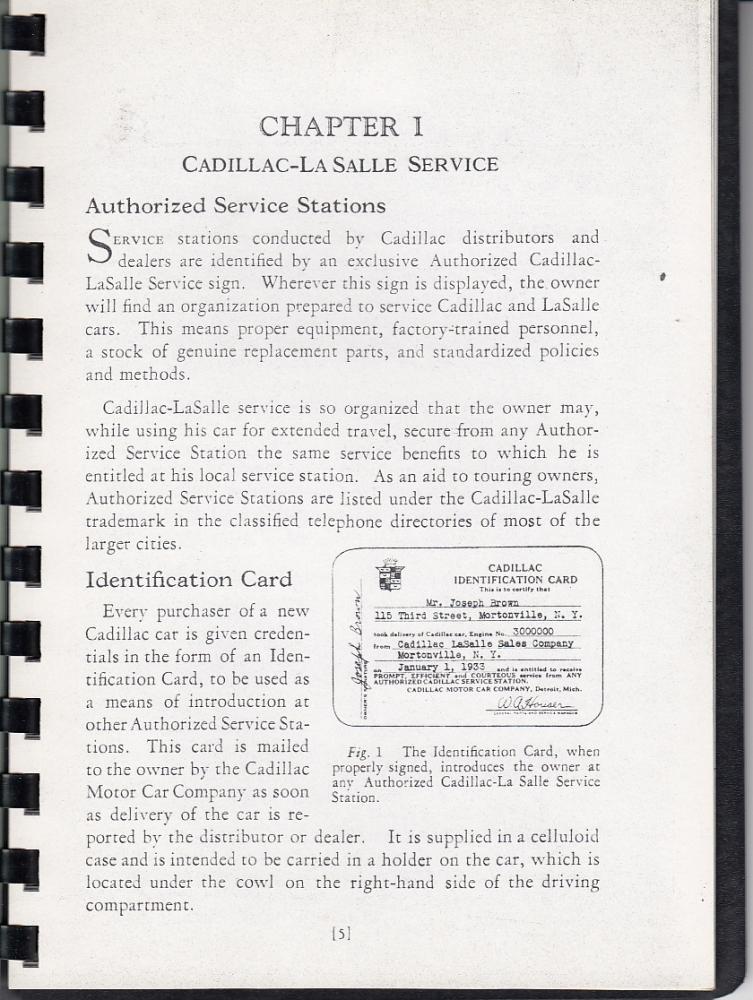 CHAPTER I
CADILLAC-LA SALLE SERVICE
Authorized Service Stations
SERVICE stations conducted by Cadillac distributors and
dealers are identified by an exclusive Authorized Cadillac-
LaSalle Service sign. Wherever this sign is displayed, the owner
will find an organization prepared to service Cadillac and LaSalle
cars. This means proper equipment, factory-trained personnel,
a stock of genuine replacement parts, and standardized policies
and methods.
Cadillac-LaSalle service is so organized that the owner may,
while using his car for extended travel, secure from any Author-
ized Service Station the same service benefits to which he is
entitled at his local service station. As an aid to touring owners,
Authorized Service Stations are listed under the Cadillac-LaSalle
trademark in the classified telephone directories of most of the
larger cities.
Identification Card
Every purchaser of a new
Cadillac car is given creden-
tials in the form of an Iden-
tification Card, to be used as
a means of introduction at
other Authorized Service Sta-
tions. This card is mailed
to the owner by the Cadillac
Motor Car Company as soon
as delivery of the car is re-
ported by the distributor or dealer. It is supplied in a celluloid
case and is intended to be carried in a holder on the car, which is
located under the cowl on the right-hand side of the driving
compartment.
CADILLAC
IDENTIFICATION CARD
This is to certify that
Mr. Joseph Brown
115 Third Street, Mortonville, N. Y.
took delivery of Cadillac car, Engine No. 3000000
from Cadillac LaSalle Sales Company
Mortonville, N. Y.
on January 1, 1933 and is entitled to receive
PROMPT, EFFICIENT and COURTEOUS service from ANY
AUTHORIZED CADILLAC SERVICE STATION.
CADILLAC MOTOR CAR COMPANY, Detroit, Mich.
Joseph Brown
Fig. 1 The Identification Card, when
properly signed, introduces the owner at
any Authorized Cadillac-La Salle Service
Station.
[5]